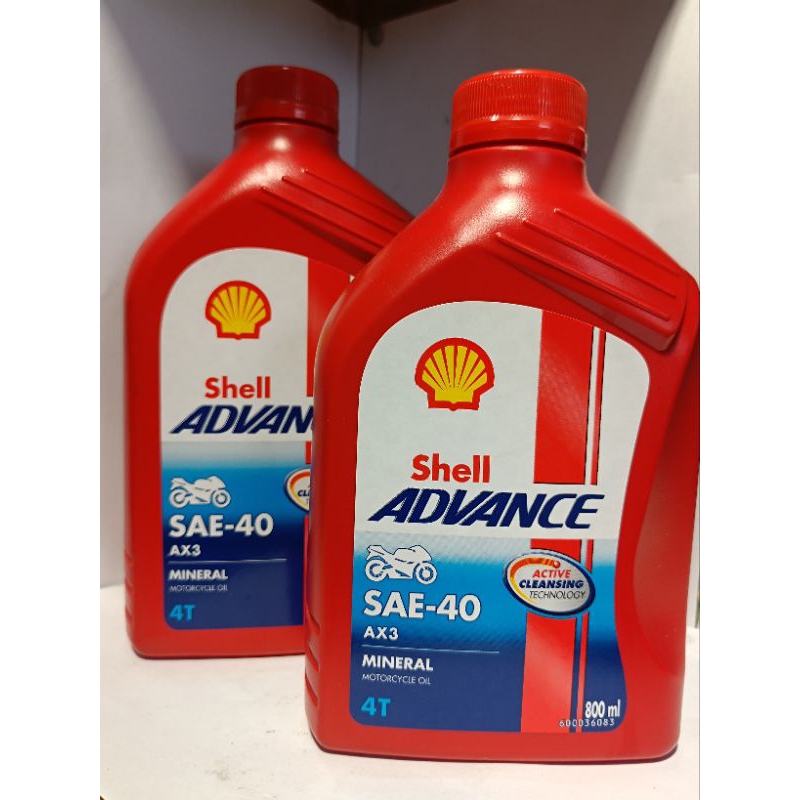 Shell
ADVAN
SAE-40
AX3
MINERAL
MOTORCYCLE OIL
4T
Shell
ADVANCE
ACTIVE
CLEANSING
TECHNOLOGY
SAE-40
AX3
MINERAL
MOTORCYCLE OIL
4T
800 ml
600036083